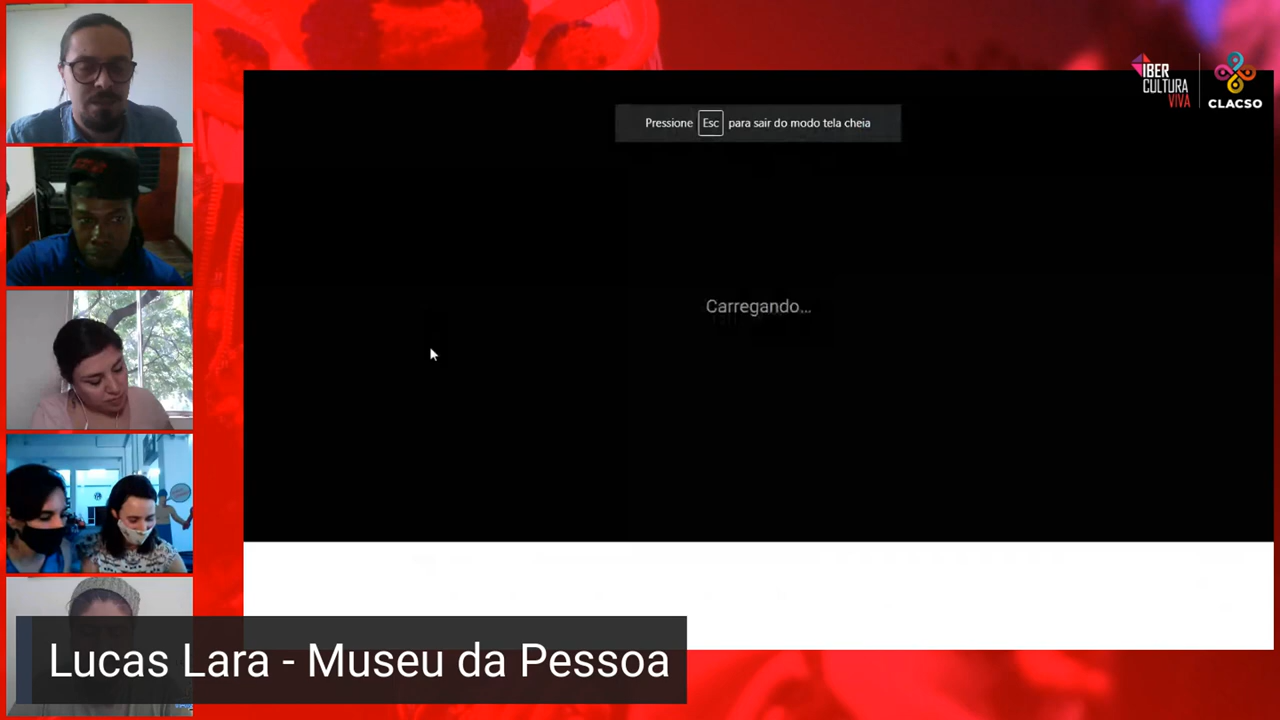 IBER
CULTURA
VIVA
CLACSO
Pressione Esc para sair do modo tela cheia
Carregando...
Lucas Lara - Museu da Pessoa